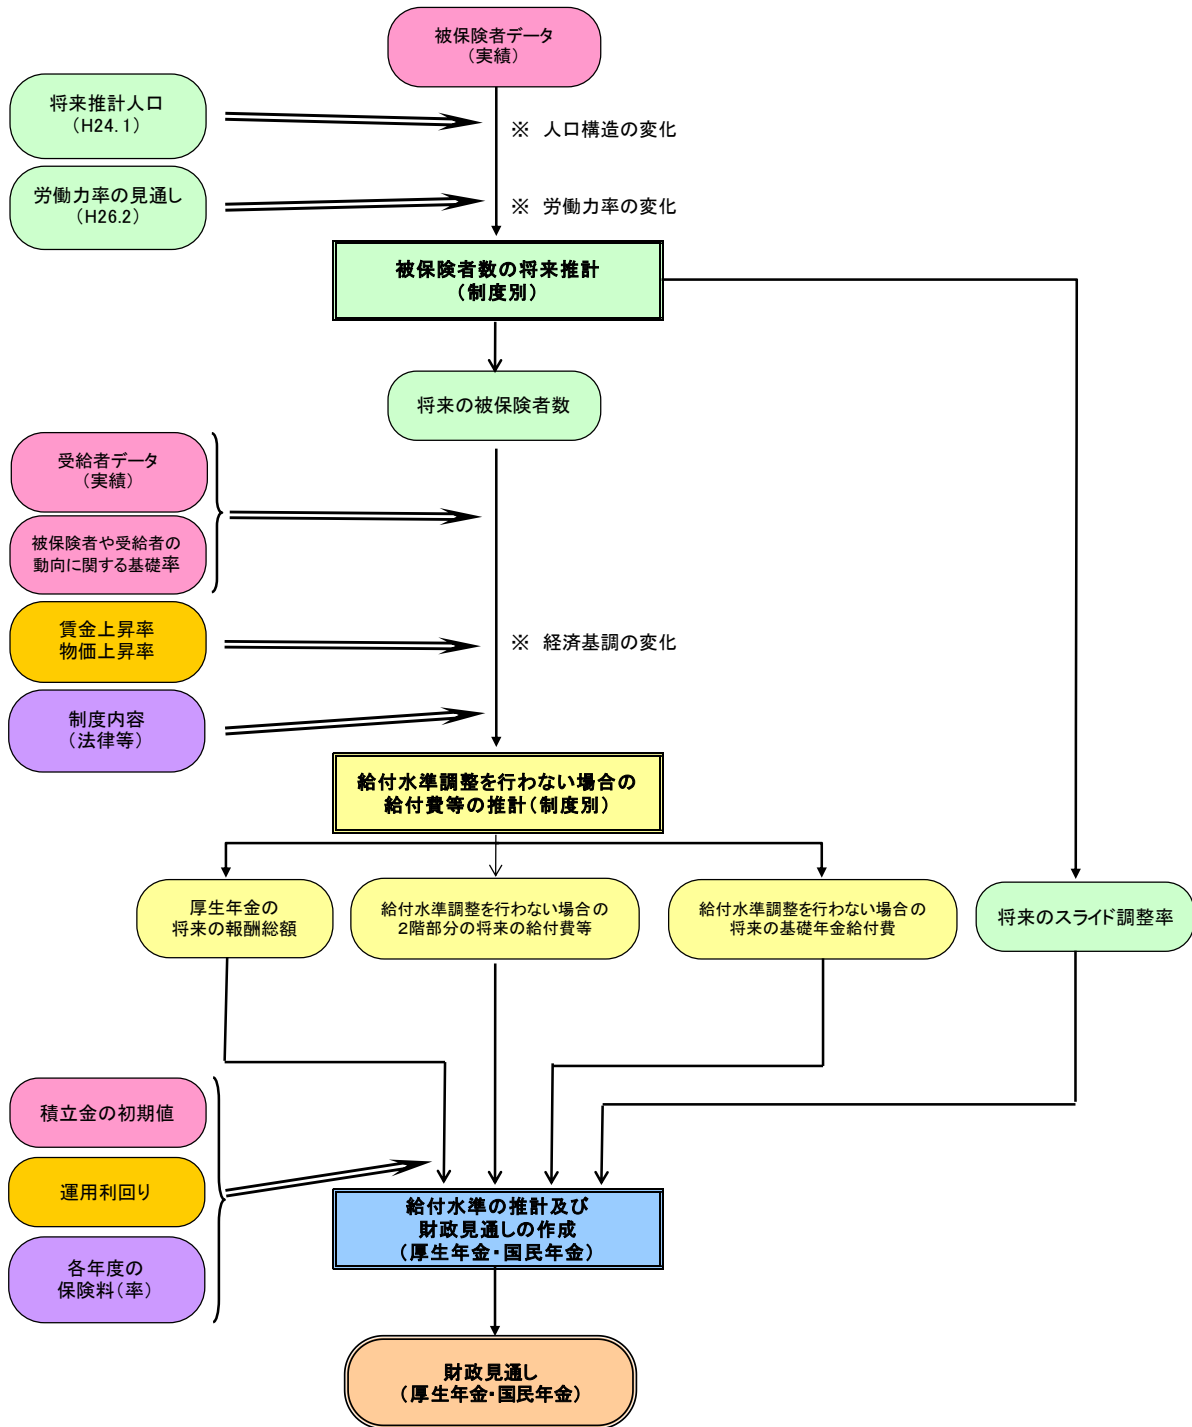 被保険者データ
(実績)
将来推計人口
(H24.1)
※ 人口構造の変化
労働力率の見通し
(H26.2)
※ 労働力率の変化
被保険者数の将来推計
(制度別)
将来の被保険者数
受給者データ
(実績)
被保険者や受給者の
動向に関する基礎率
賃金上昇率
物価上昇率
※ 経済基調の変化
制度内容
(法律等)
給付水準調整を行わない場合の
給付費等の推計(制度別)
厚生年金の
将来の報酬総額
給付水準調整を行わない場合の
2階部分の将来の給付費等
給付水準調整を行わない場合の
将来の基礎年金給付費
将来のスライド調整率
積立金の初期値
運用利回り
各年度の
保険料(率)
給付水準の推計及び
財政見通しの作成
(厚生年金・国民年金)
財政見通し
(厚生年金・国民年金)